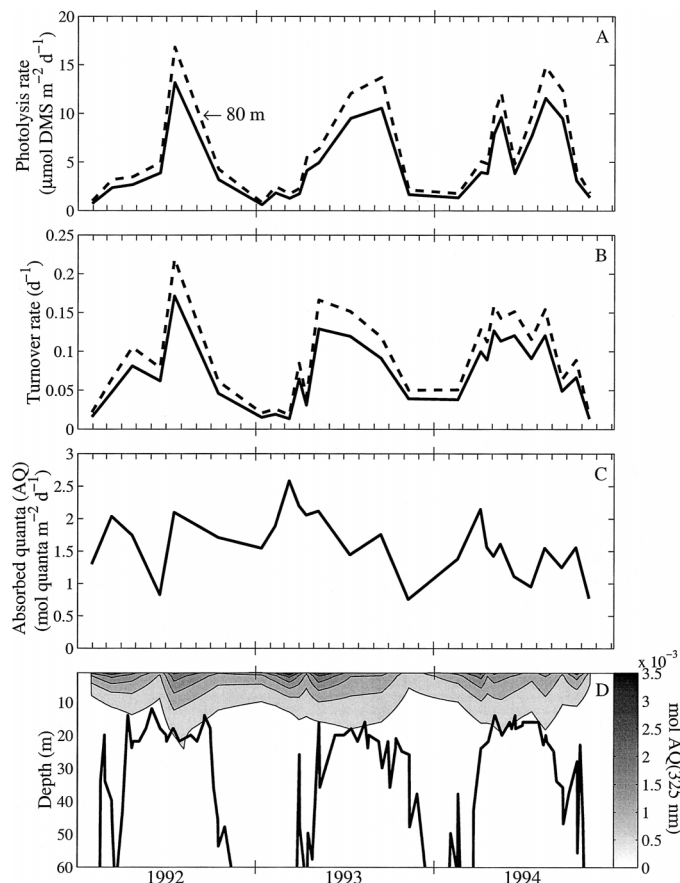 20
A
15
10
5
0
Photolysis rate
(μmol DMS m⁻² d⁻¹)
← 80 m
0.25
B
0.2
0.15
0.1
0.05
0
Turnover rate (d⁻¹)
3
C
2.5
2
1.5
1
0.5
0
Absorbed quanta (AQ)
(mol quanta m⁻² d⁻¹)
x 10⁻³
D
10
20
30
40
50
60
Depth (m)
3.5
3
2.5
2
1.5
1
0.5
0
mol AQ(325 nm)
1992
1993
1994